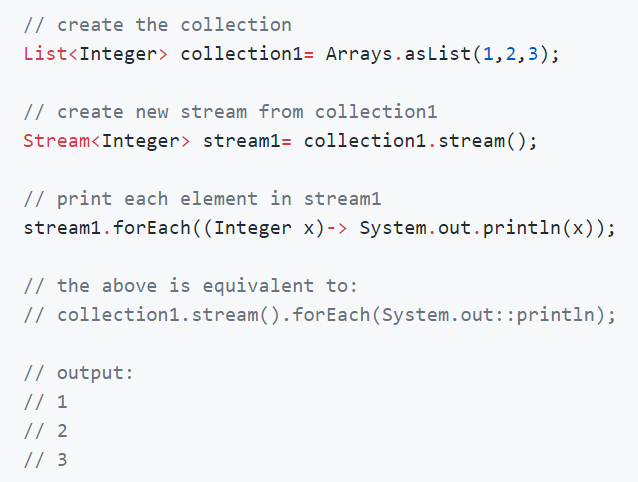 // create the collection
List<Integer> collection1= Arrays.asList(1,2,3);
// create new stream from collection1
Stream<Integer> stream1= collection1.stream();
// print each element in stream1
stream1.forEach((Integer x)-> System.out.println(x));
// the above is equivalent to:
// collection1.stream().forEach(System.out::println);
// output:
// 1
// 2
// 3